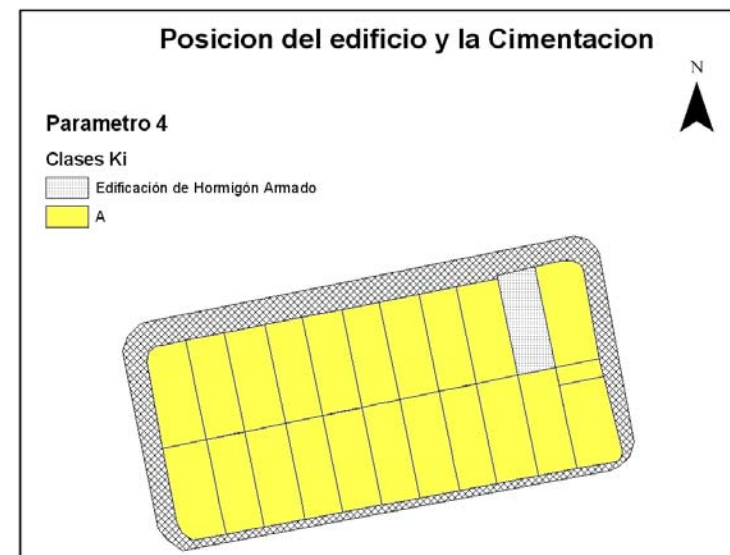 Posicion del edificio y la Cimentacion
N
Parametro 4
Clases Ki
Edificación de Hormigón Armado
A